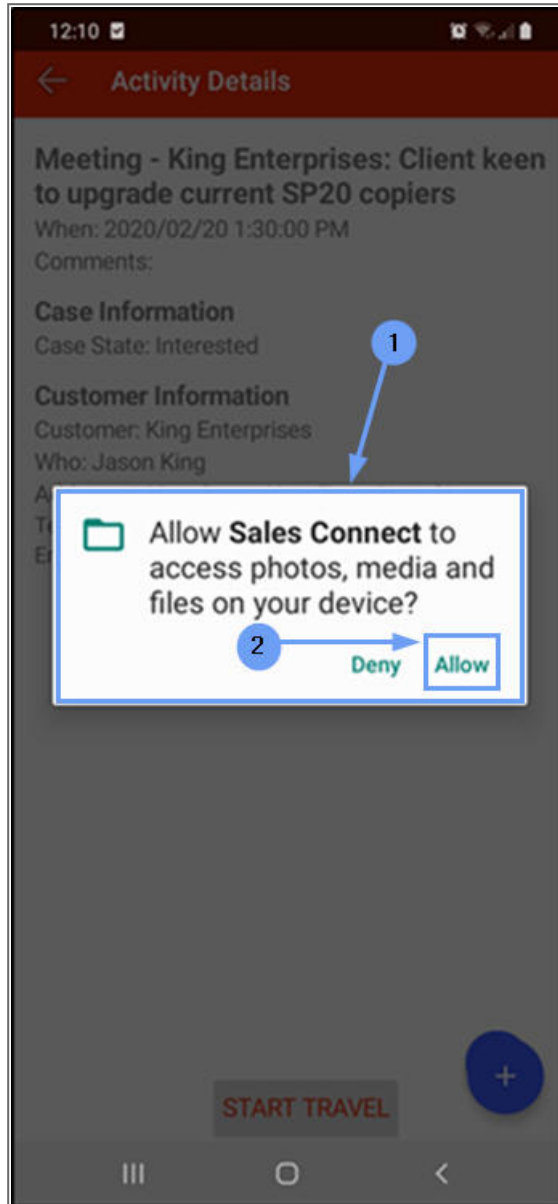 12:10
Activity Details
Meeting - King Enterprises: Client keen
to upgrade current SP20 copiers
When: 2020/02/20 1:30:00 PM
Comments:
Case Information
Case State: Interested
1
Customer Information
Customer: King Enterprises
Who: Jason King
Allow Sales Connect to
access photos, media and
files on your device?
2
Deny Allow
START TRAVEL
+